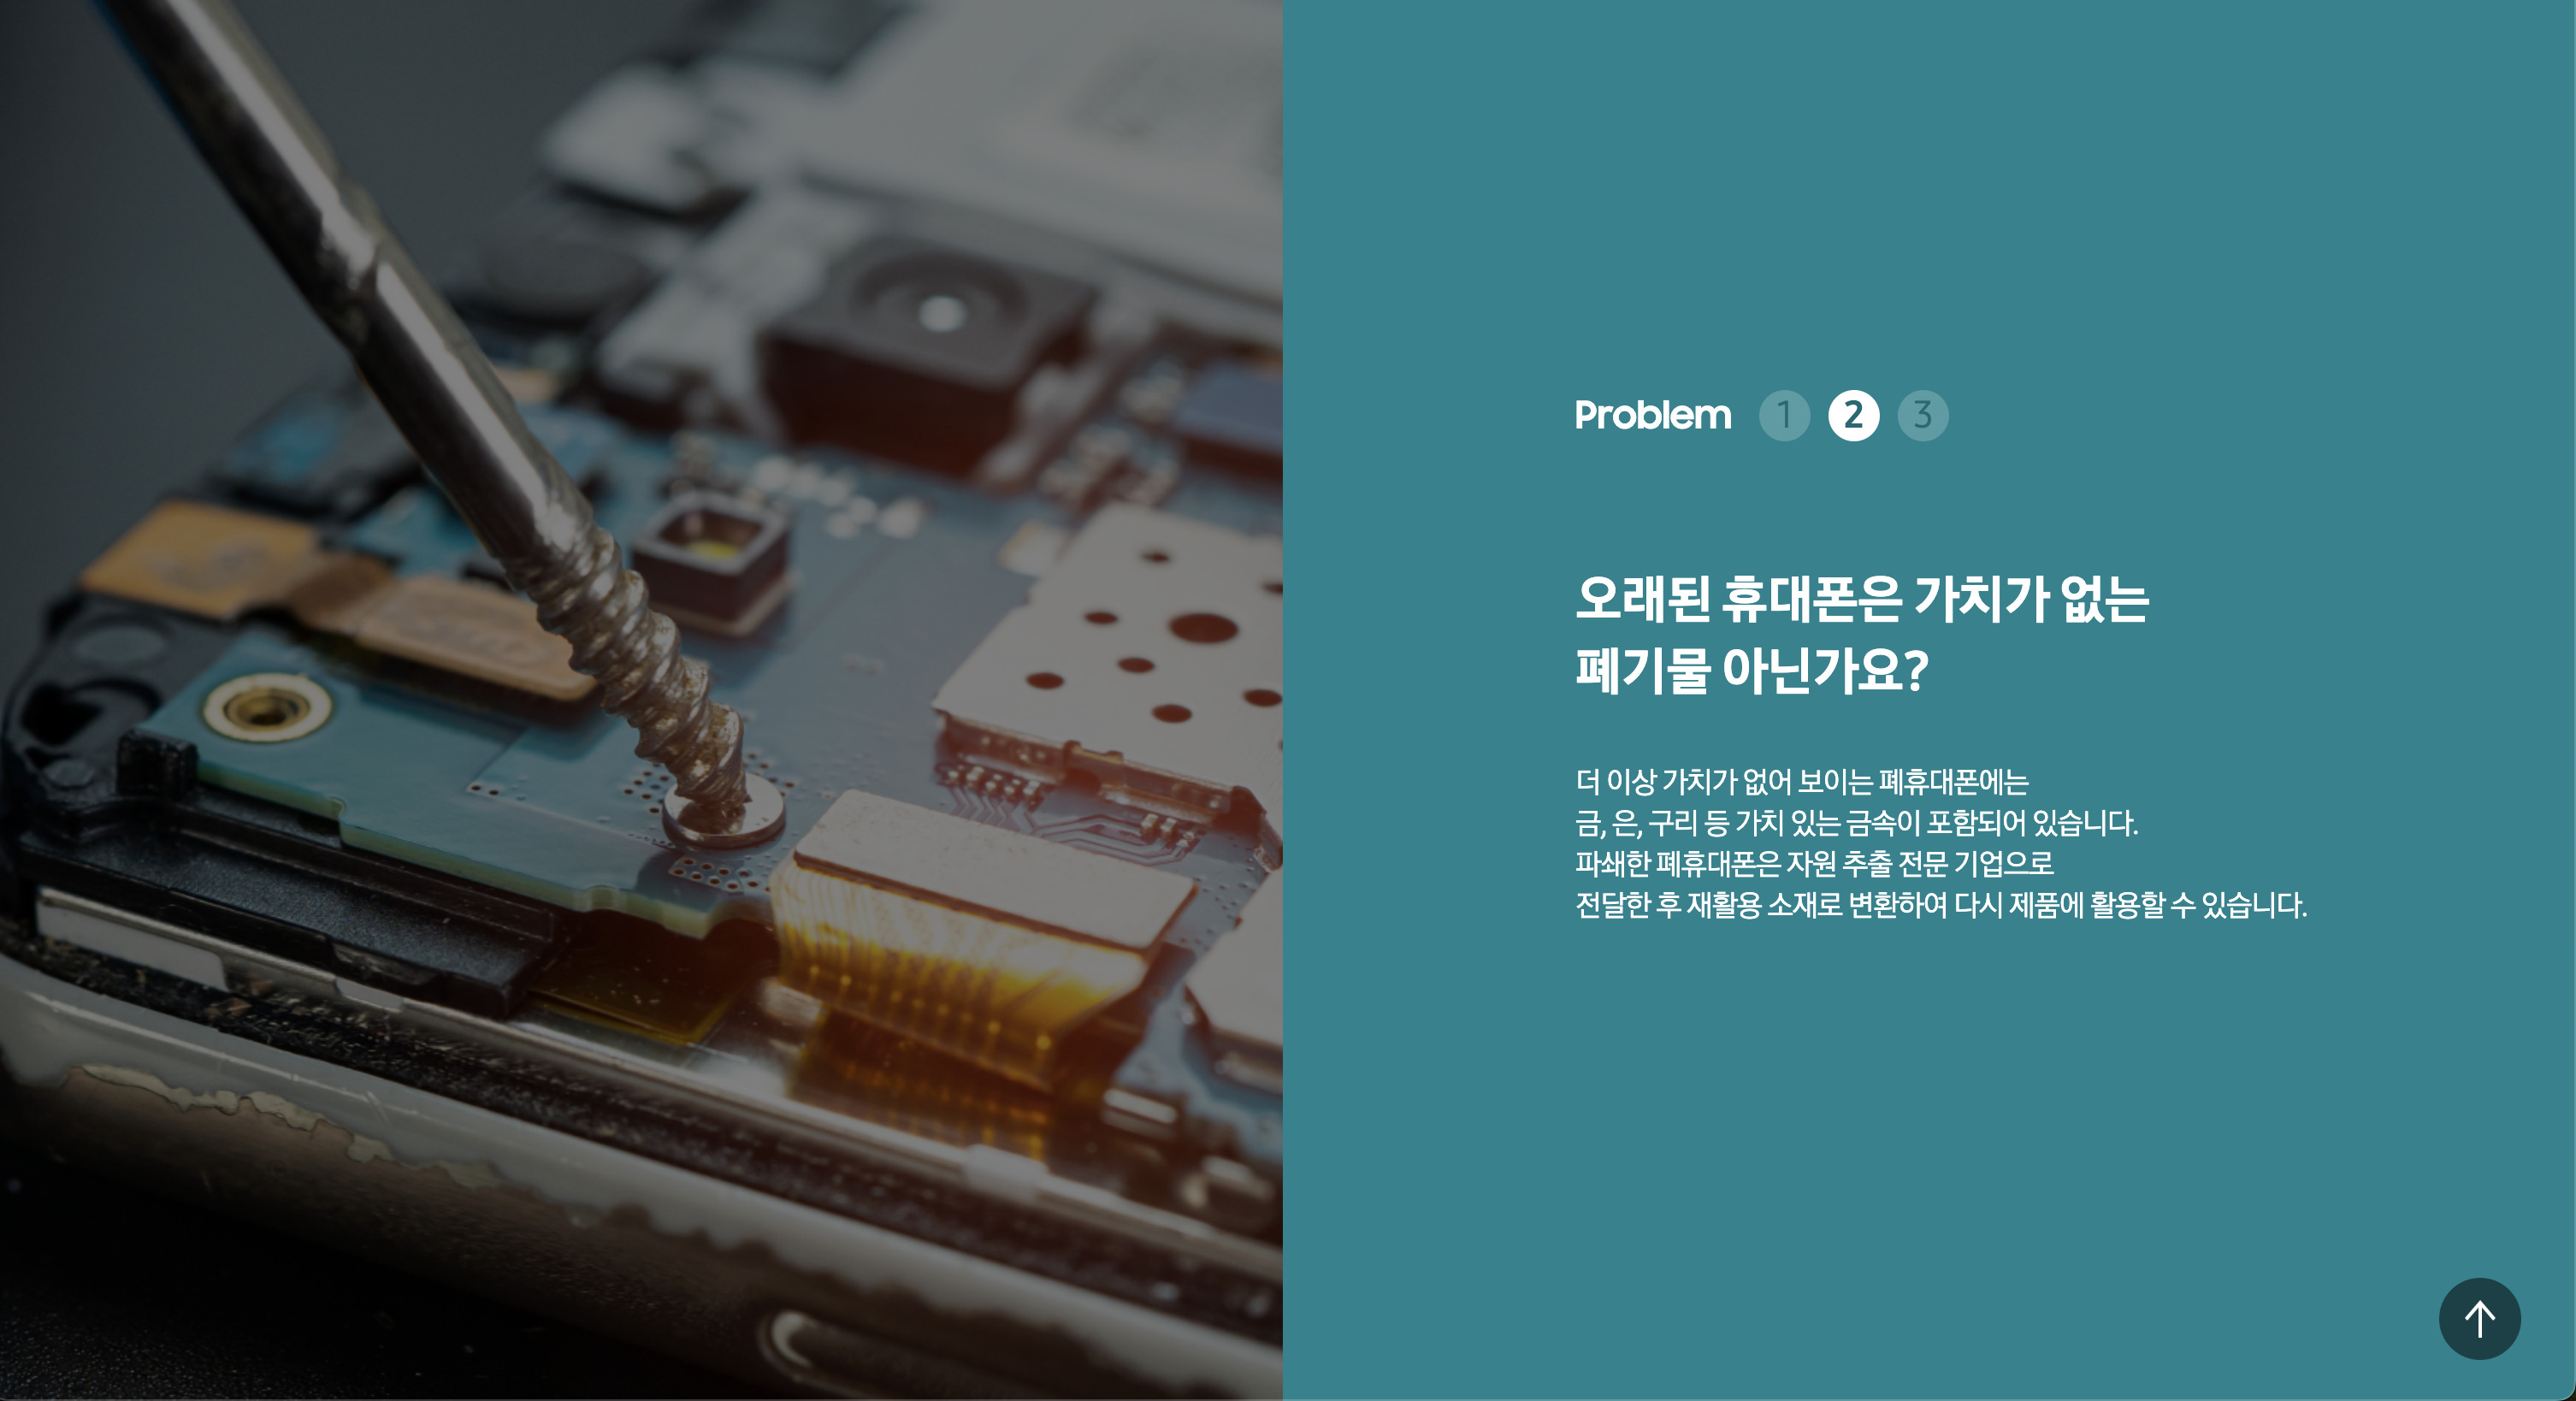 Problem 1 2 3
오래된 휴대폰은 가치가 없는
폐기물 아닌가요?
더 이상 가치가 없어 보이는 폐휴대폰에는
금, 은, 구리 등 가치 있는 금속이 포함되어 있습니다.
파쇄한 폐휴대폰은 자원 추출 전문 기업으로
전달한 후 재활용 소재로 변환하여 다시 제품에 활용할 수 있습니다.